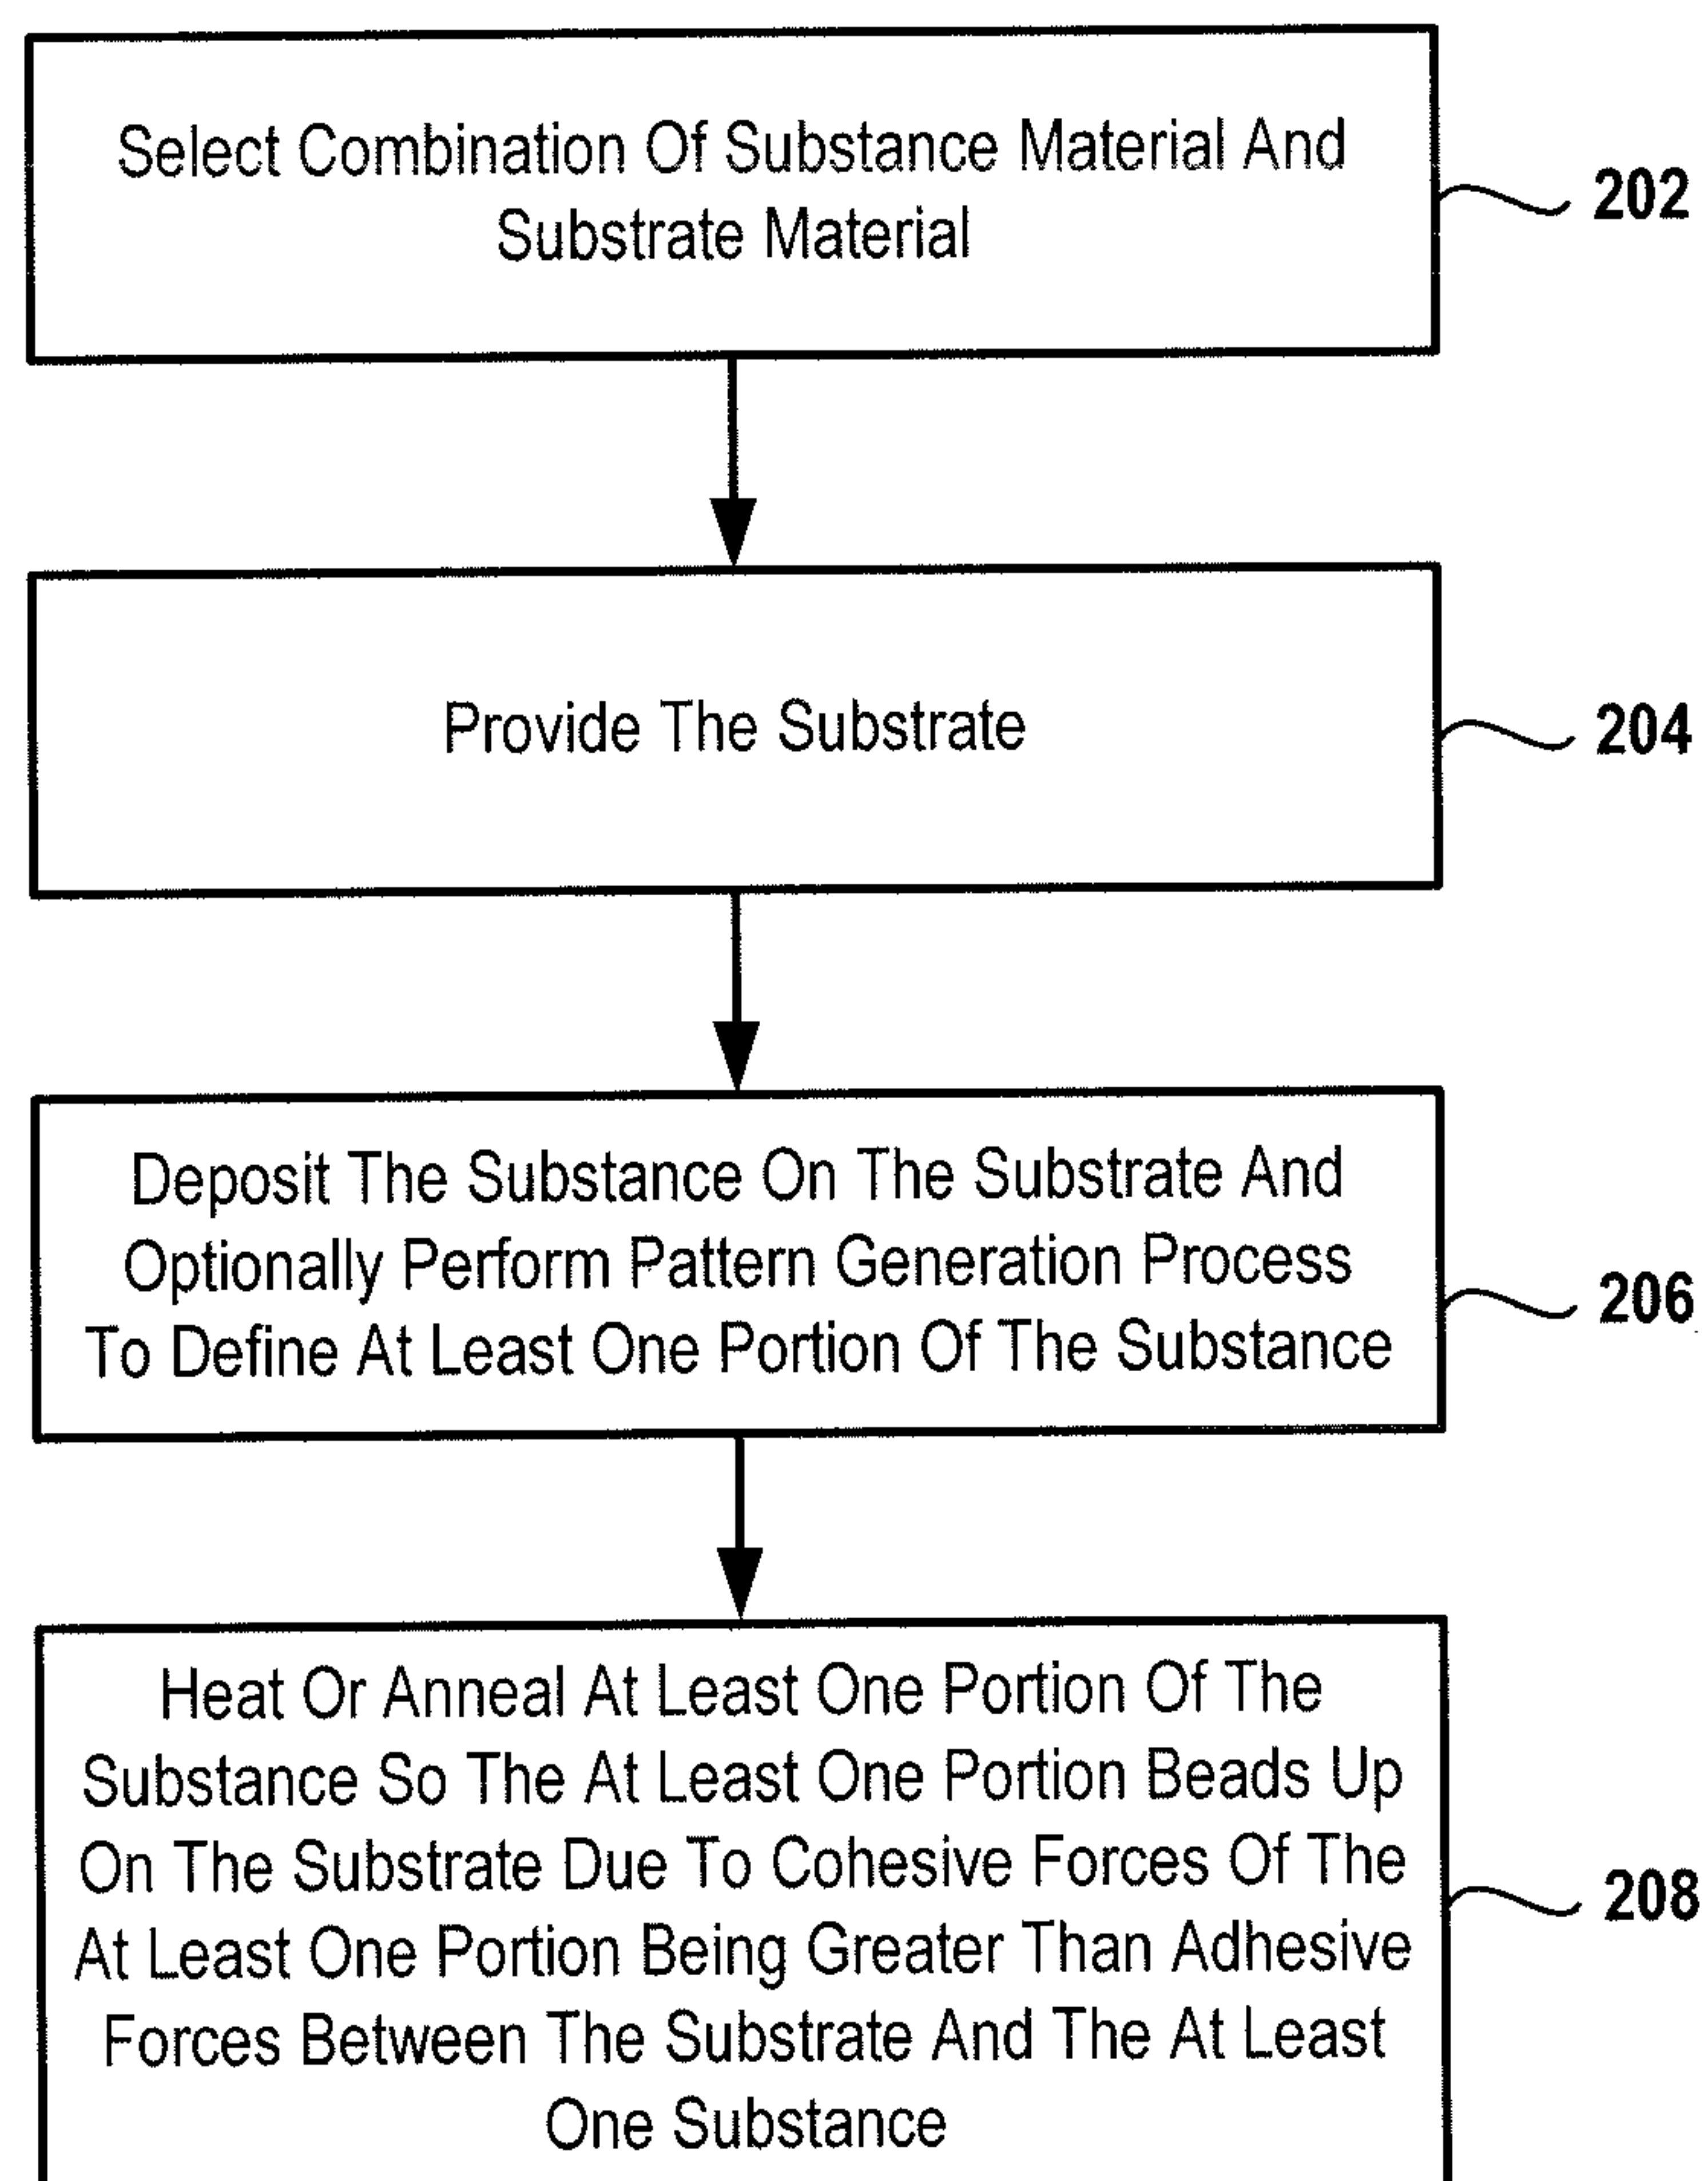 Select Combination Of Substance Material And
Substrate Material
202
Provide The Substrate
204
Deposit The Substance On The Substrate And
Optionally Perform Pattern Generation Process
To Define At Least One Portion Of The Substance
206
Heat Or Anneal At Least One Portion Of The
Substance So The At Least One Portion Beads Up
On The Substrate Due To Cohesive Forces Of The
At Least One Portion Being Greater Than Adhesive
Forces Between The Substrate And The At Least
One Substance
208